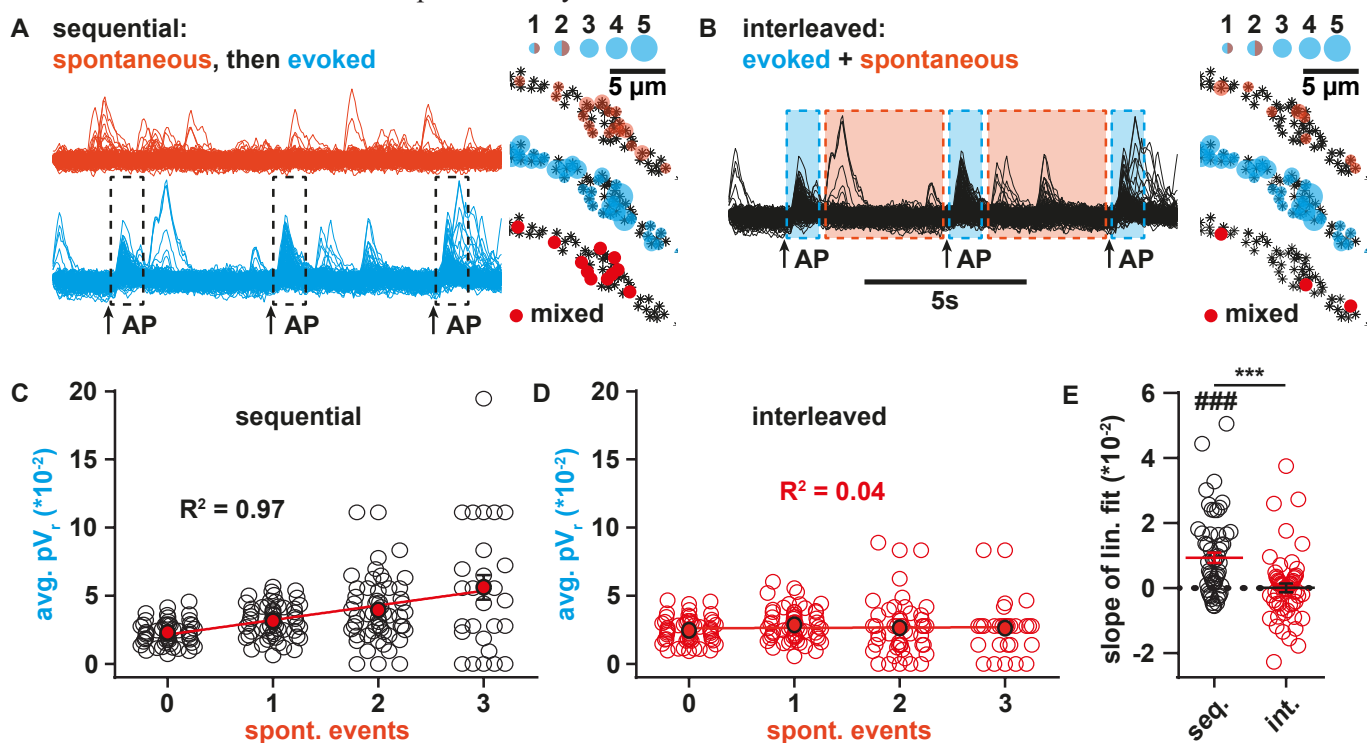 A sequential:
spontaneous, then evoked
1 2 3 4 5
5 µm
AP AP AP
mixed
B interleaved:
evoked + spontaneous
1 2 3 4 5
5 µm
AP AP AP
5s
mixed
C
sequential
R² = 0.97
avg. pVr (*10⁻²)
20
15
10
5
0
0 1 2 3
spont. events
D
interleaved
R² = 0.04
avg. pVr (*10⁻²)
20
15
10
5
0
0 1 2 3
spont. events
E
***
###
slope of lin. fit (*10⁻²)
6
4
2
0
-2
seq. int.